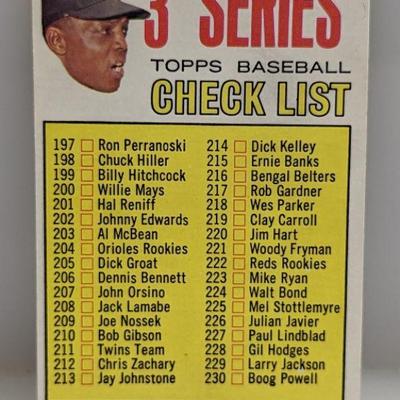 3 SERIES
TOPPS BASEBALL
CHECK LIST
197 Ron Perranoski
198 Chuck Hiller
199 Billy Hitchcock
200 Willie Mays
201 Hal Reniff
202 Johnny Edwards
203 Al McBean
204 Orioles Rookies
205 Dick Groat
206 Dennis Bennett
207 John Orsino
208 Jack Lamabe
209 Joe Nossek
210 Bob Gibson
211 Twins Team
212 Chris Zachary
213 Jay Johnstone
214 Dick Kelley
215 Ernie Banks
216 Bengal Belters
217 Rob Gardner
218 Wes Parker
219 Clay Carroll
220 Jim Hart
221 Woody Fryman
222 Reds Rookies
223 Mike Ryan
224 Walt Bond
225 Mel Stottlemyre
226 Julian Javier
227 Paul Lindblad
228 Gil Hodges
229 Larry Jackson
230 Boog Powell